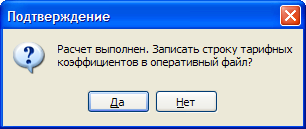 Подтверждение
Расчет выполнен. Записать строку тарифных
коэффициентов в оперативный файл?
Да
Нет